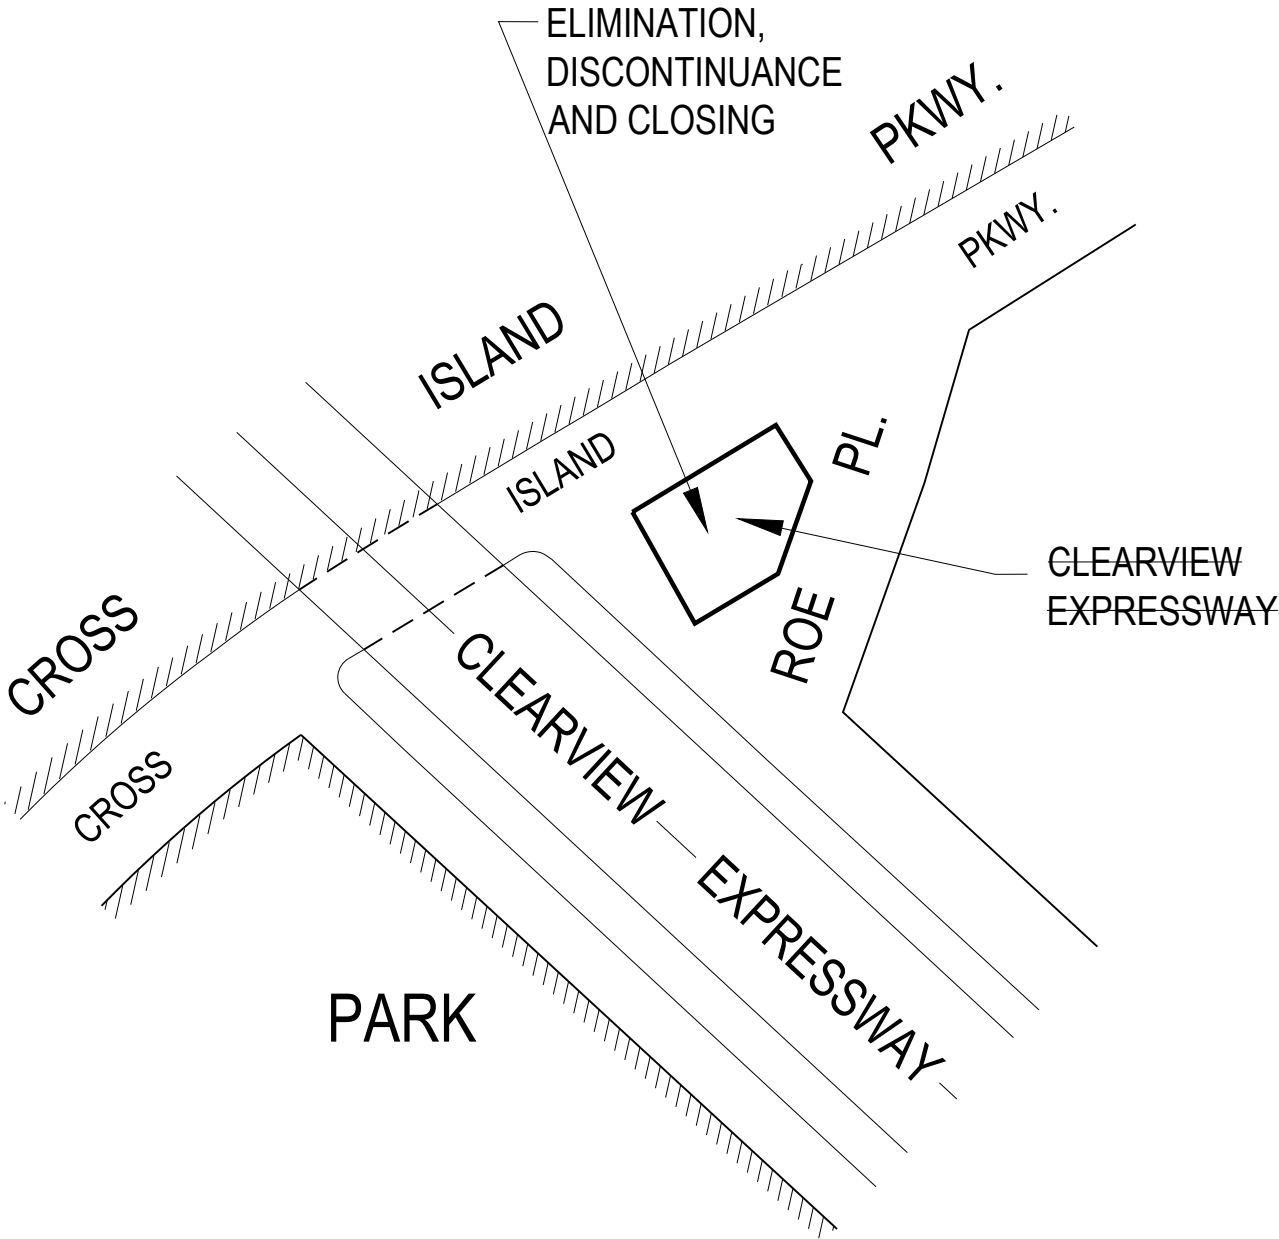 ELIMINATION,
DISCONTINUANCE
AND CLOSING
CROSS ISLAND PKWY.
CROSS ISLAND PKWY.
ROE PL.
CLEARVIEW
EXPRESSWAY
CLEARVIEW EXPRESSWAY
PARK